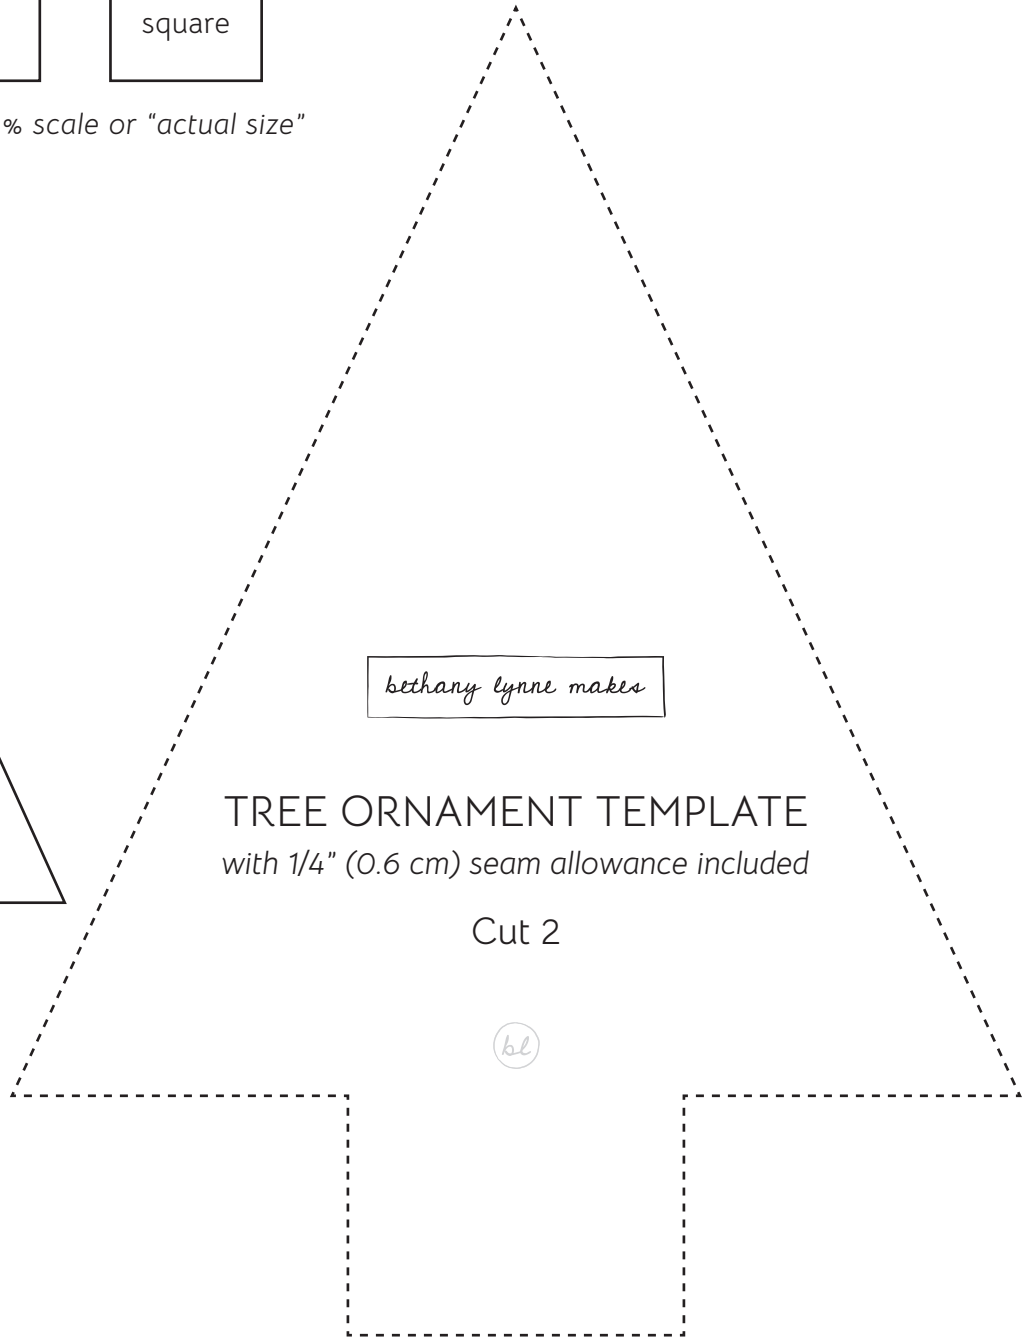 square
% scale or “actual size”
bethany lynne makes
TREE ORNAMENT TEMPLATE
with 1/4” (0.6 cm) seam allowance included
Cut 2
bl